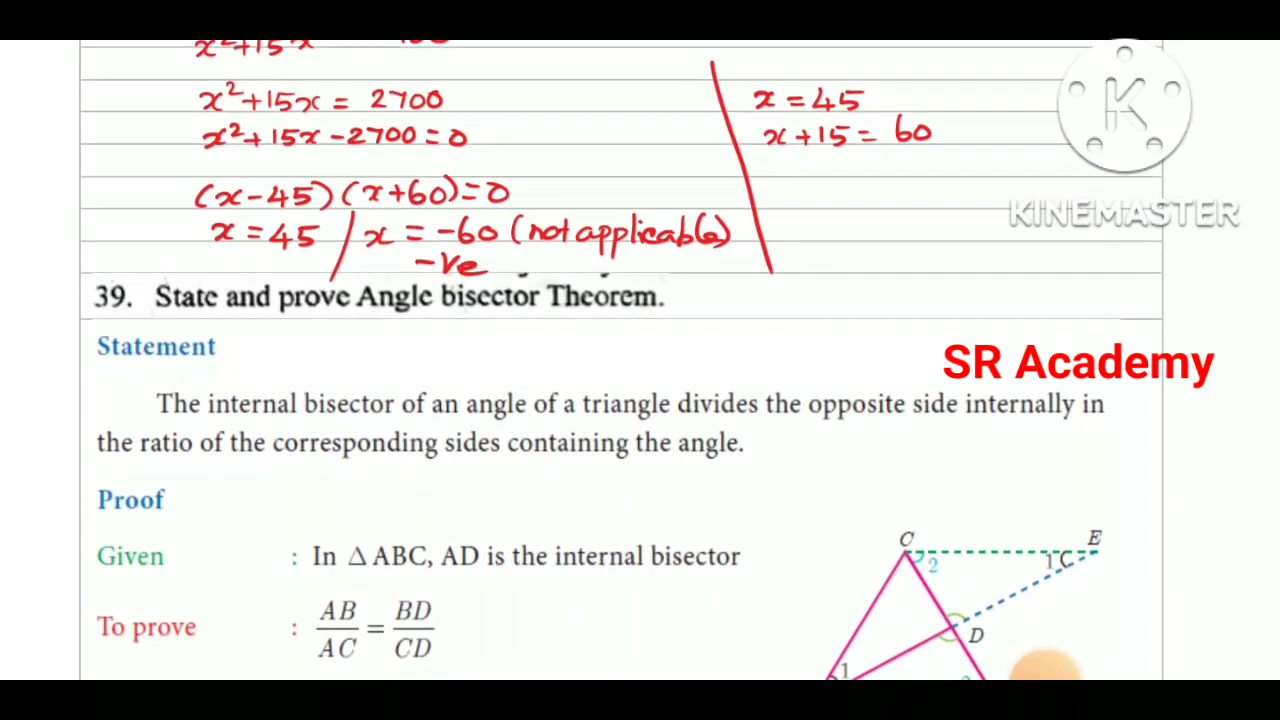 x²+15x
x²+15x = 2700
x²+15x-2700=0
(x-45)(x+60)=0
x=45 / x = -60 (not applicable)
-ve
x = 45
x+15 = 60
KINEMASTER
39. State and prove Angle bisector Theorem.
Statement
SR Academy
The internal bisector of an angle of a triangle divides the opposite side internally in
the ratio of the corresponding sides containing the angle.
Proof
Given : In △ ABC, AD is the internal bisector
To prove : AB/AC = BD/CD
C E
2 1
D
1